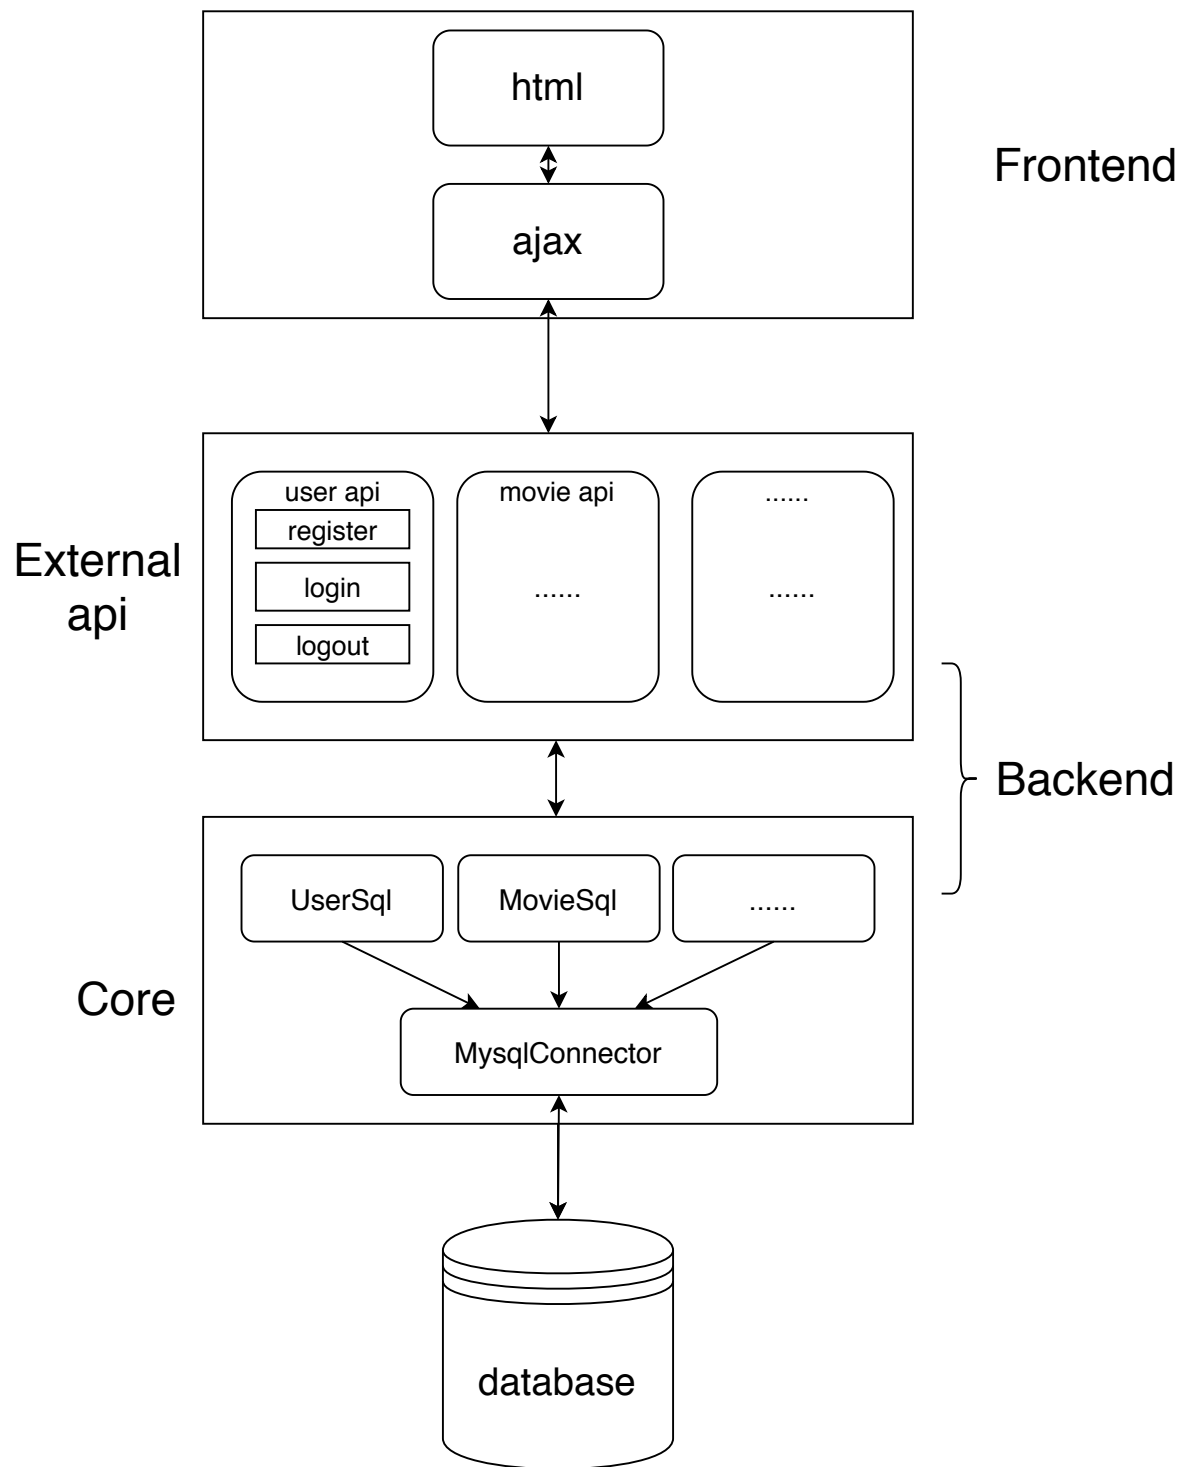 html
Frontend
ajax
user api
movie api
......
register
External
api
login
......
......
logout
Backend
UserSql
MovieSql
......
Core
MysqlConnector
database